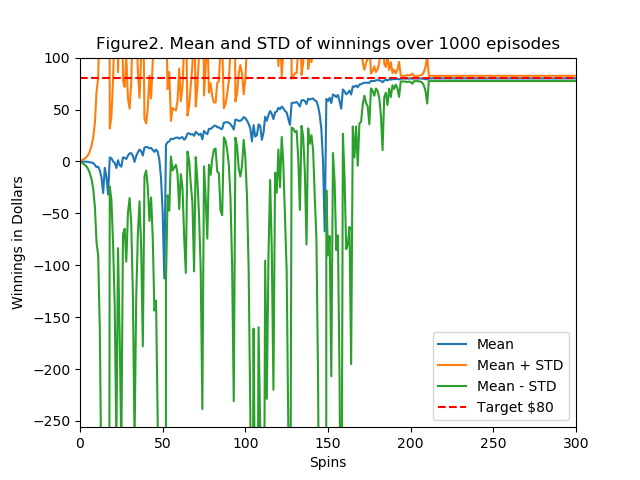 Figure2. Mean and STD of winnings over 1000 episodes
100
50
0
−50
−100
−150
−200
−250
Winnings in Dollars
0 50 100 150 200 250 300
Spins
Mean
Mean + STD
Mean - STD
Target $80